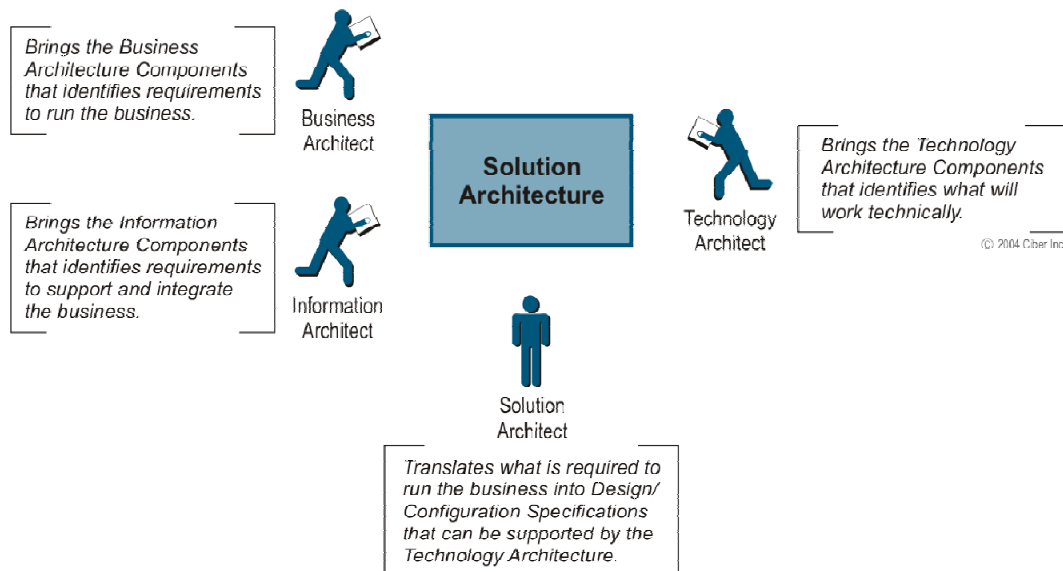 Brings the Business
Architecture Components
that identifies requirements
to run the business.
Business
Architect
Brings the Information
Architecture Components
that identifies requirements
to support and integrate
the business.
Information
Architect
Solution
Architecture
Technology
Architect
Brings the Technology
Architecture Components
that identifies what will
work technically.
© 2004 Ciber Inc
Solution
Architect
Translates what is required to
run the business into Design/
Configuration Specifications
that can be supported by the
Technology Architecture.